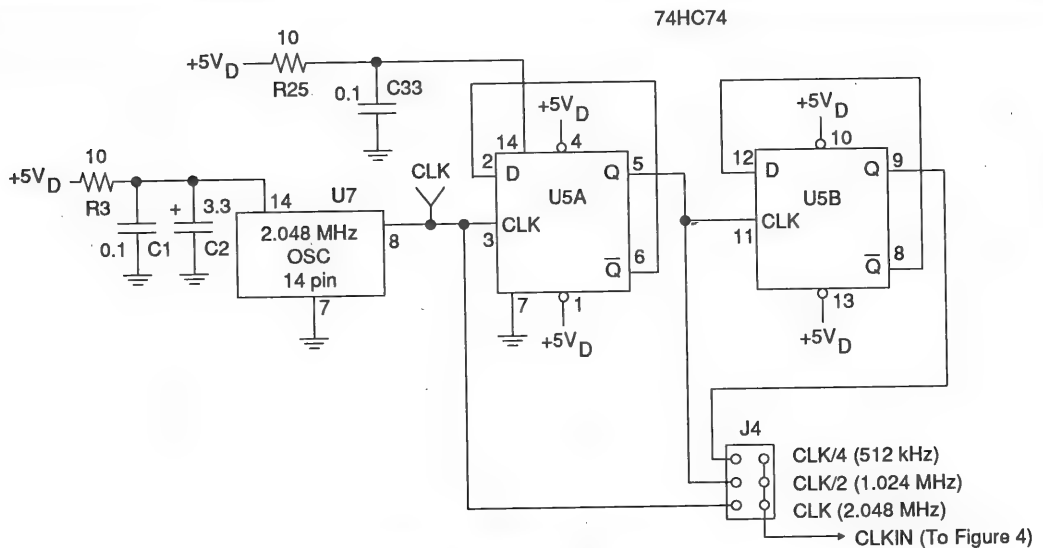 74HC74
10
+5VD
R25
0.1
C33
10
+5VD
R3
0.1
C1
+
3.3
C2
14
U7
2.048 MHz
OSC
14 pin
8
7
CLK
14
+5VD
4
2
D
Q
5
U5A
CLK
3
Q
6
7
1
+5VD
+5VD
10
12
D
Q
9
U5B
CLK
11
Q
8
13
+5VD
J4
CLK/4 (512 kHz)
CLK/2 (1.024 MHz)
CLK (2.048 MHz)
CLKIN (To Figure 4)